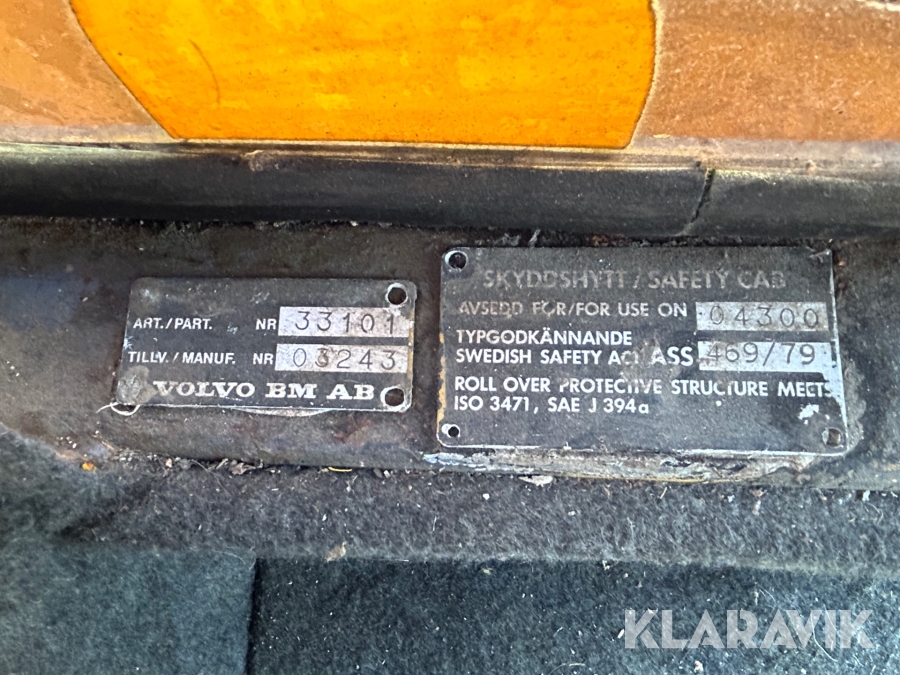 ART./PART. NR 33101
TILLV./MANUF. NR 03243
VOLVO BM AB
SKYDDSHYTT / SAFETY CAB
AVSEDD FÖR/FOR USE ON 04300
TYPGODKÄNNANDE
SWEDISH SAFETY ACT ASS 469/79
ROLL OVER PROTECTIVE STRUCTURE MEETS
ISO 3471, SAE J 394a
KLARAVIK